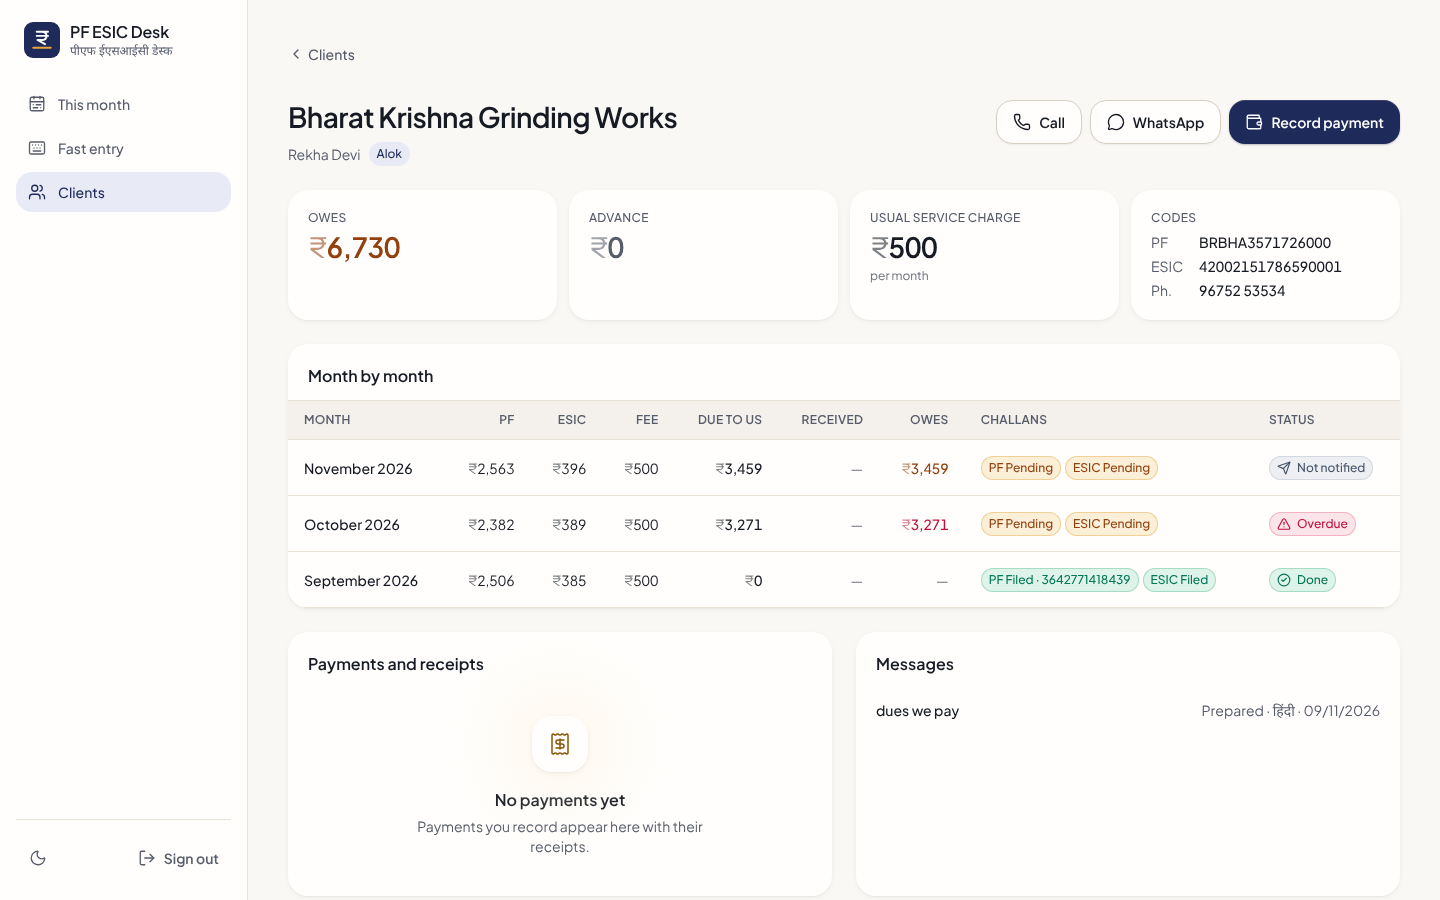 PF ESIC Desk
पीएफ ईएसआईसी डेस्क
This month
Fast entry
Clients
Sign out
Clients
Bharat Krishna Grinding Works
Rekha Devi Alok
Call
WhatsApp
Record payment
OWES
₹6,730
ADVANCE
₹0
USUAL SERVICE CHARGE
₹500
per month
CODES
PF BRBHA3571726000
ESIC 42002151786590001
Ph. 96752 53534
Month by month
MONTH PF ESIC FEE DUE TO US RECEIVED OWES CHALLANS STATUS
November 2026 ₹2,563 ₹396 ₹500 ₹3,459 — ₹3,459 PF Pending ESIC Pending Not notified
October 2026 ₹2,382 ₹389 ₹500 ₹3,271 — ₹3,271 PF Pending ESIC Pending Overdue
September 2026 ₹2,506 ₹385 ₹500 ₹0 — — PF Filed · 3642771418439 ESIC Filed Done
Payments and receipts
No payments yet
Payments you record appear here with their
receipts.
Messages
dues we pay Prepared · हिंदी · 09/11/2026